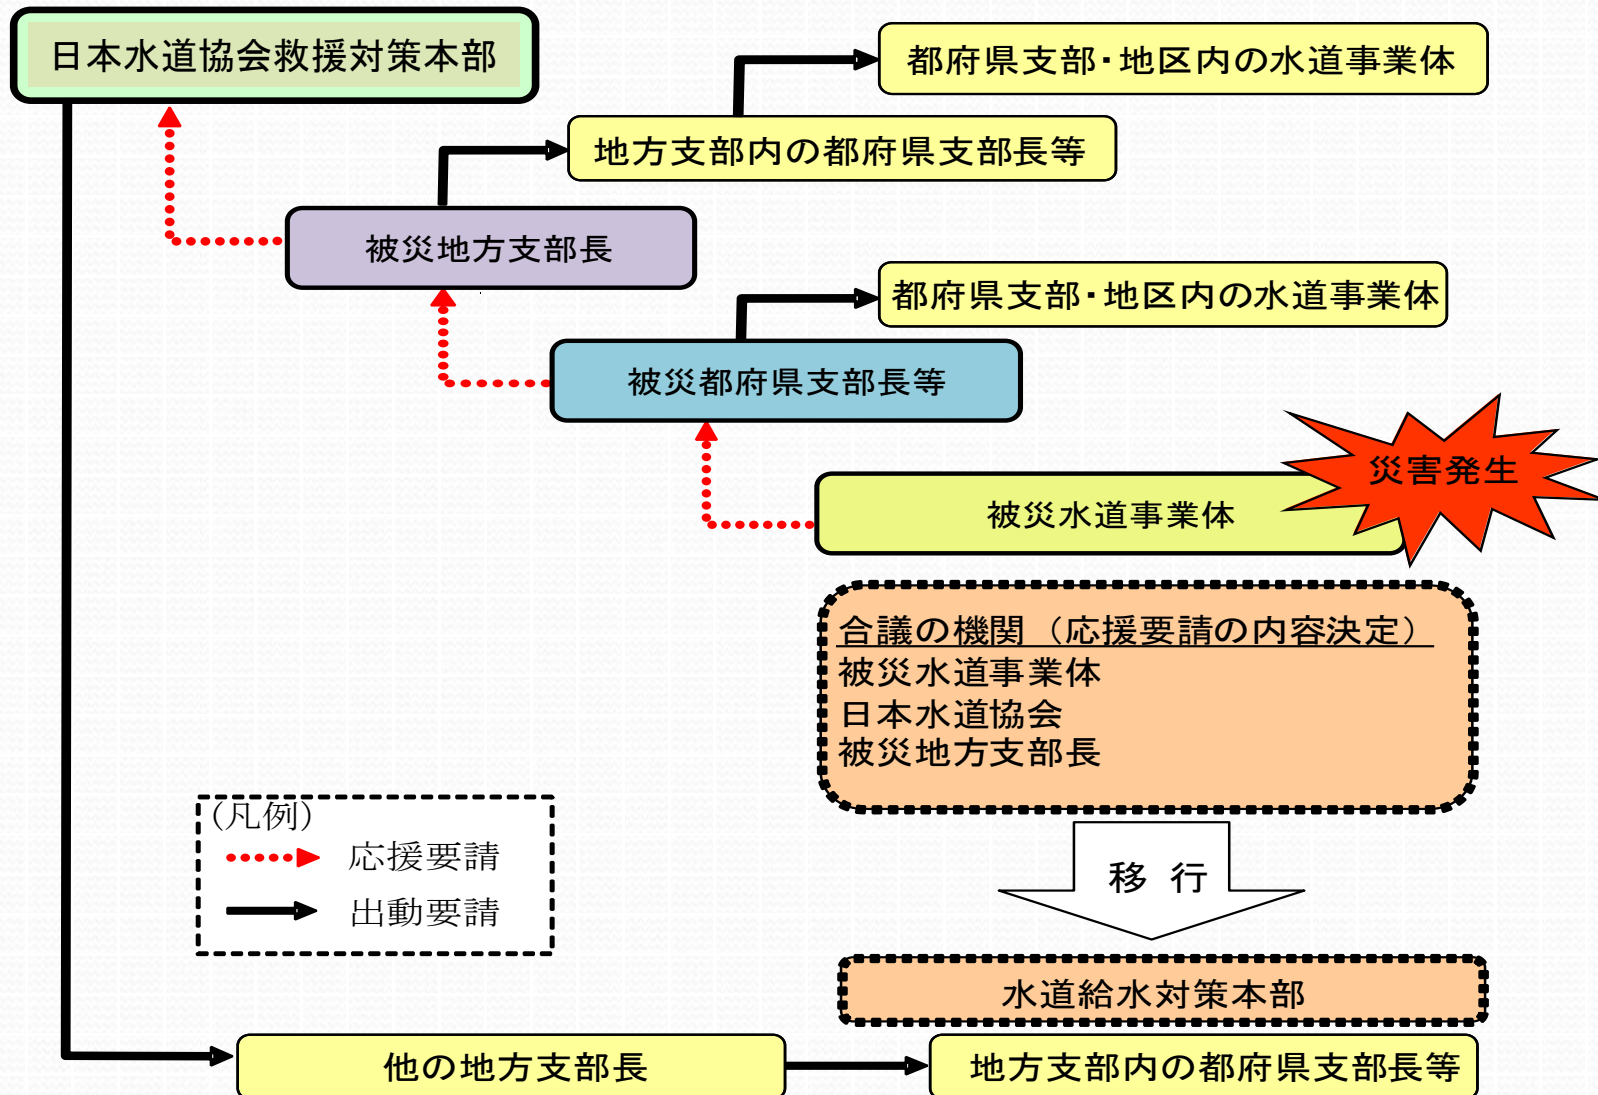 日本水道協会救援対策本部
都府県支部・地区内の水道事業体
地方支部内の都府県支部長等
被災地方支部長
都府県支部・地区内の水道事業体
被災都府県支部長等
災害発生
被災水道事業体
合議の機関（応援要請の内容決定）
被災水道事業体
日本水道協会
被災地方支部長
(凡例)
応援要請
出動要請
移 行
水道給水対策本部
他の地方支部長
地方支部内の都府県支部長等